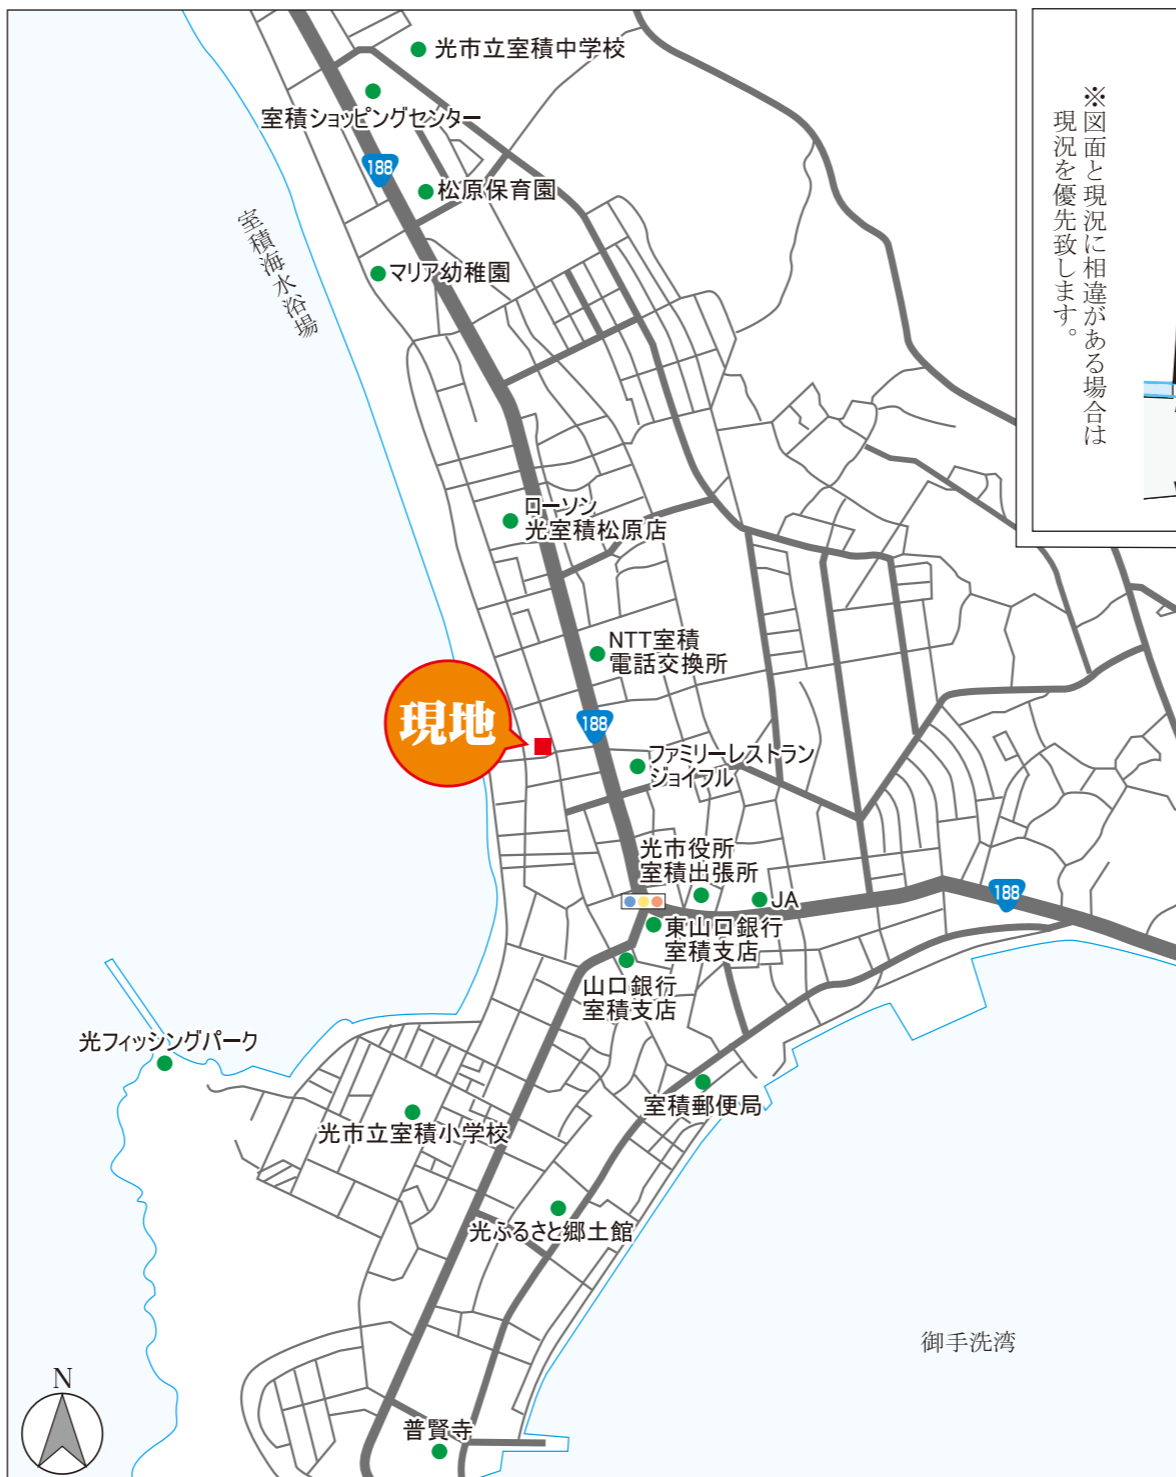 光市立室積中学校
室積ショッピングセンター
188
松原保育園
室積海水浴場
マリア幼稚園
ローソン
光室積松原店
NTT室積
電話交換所
現地
188
ファミリーレストラン
ジョイフル
光市役所
室積出張所
JA
188
東山口銀行
室積支店
山口銀行
室積支店
光フィッシングパーク
室積郵便局
光市立室積小学校
光ふるさと郷土館
御手洗湾
N
普賢寺
※図面と現況に相違がある場合は
現況を優先致します。